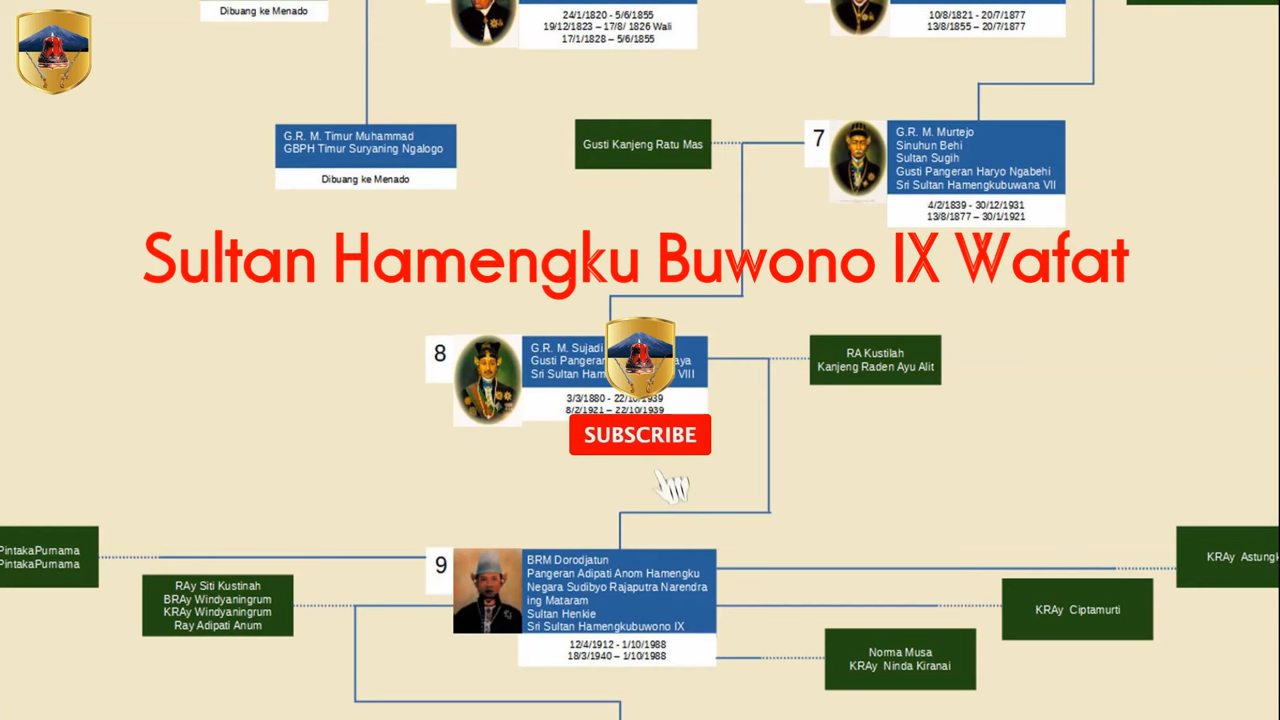 Dibuang ke Menado
24/1/1820 - 5/6/1855
19/12/1823 – 17/8/ 1826 Wali
17/1/1828 – 5/6/1855
10/8/1821 - 20/7/1877
13/8/1855 – 20/7/1877
G.R. M. Timur Muhammad
GBPH Timur Suryaning Ngalogo
Dibuang ke Menado
Gusti Kanjeng Ratu Mas
7
G.R. M. Murtejo
Sinuhun Behi
Sultan Sugih
Gusti Pangeran Haryo Ngabehi
Sri Sultan Hamengkubuwana VII
4/2/1839 - 30/12/1931
13/8/1877 – 30/1/1921
Sultan Hamengku Buwono IX Wafat
8
G.R. M. Sujadi
Gusti Pangeran
Sri Sultan Ham VIII
3/3/1880 - 22/10/1939
8/2/1921 – 22/10/1939
RA Kustilah
Kanjeng Raden Ayu Alit
SUBSCRIBE
PintakaPurnama
PintakaPurnama
RAy Siti Kustinah
BRAy Windyaningrum
KRAy Windyaningrum
Ray Adipati Anum
9
BRM Dorodjatun
Pangeran Adipati Anom Hamengku
Negara Sudibyo Rajaputra Narendra
ing Mataram
Sultan Henkie
Sri Sultan Hamengkubuwono IX
12/4/1912 - 1/10/1988
18/3/1940 – 1/10/1988
KRAy Astungk
KRAy Ciptamurti
Norma Musa
KRAy Ninda Kiranai